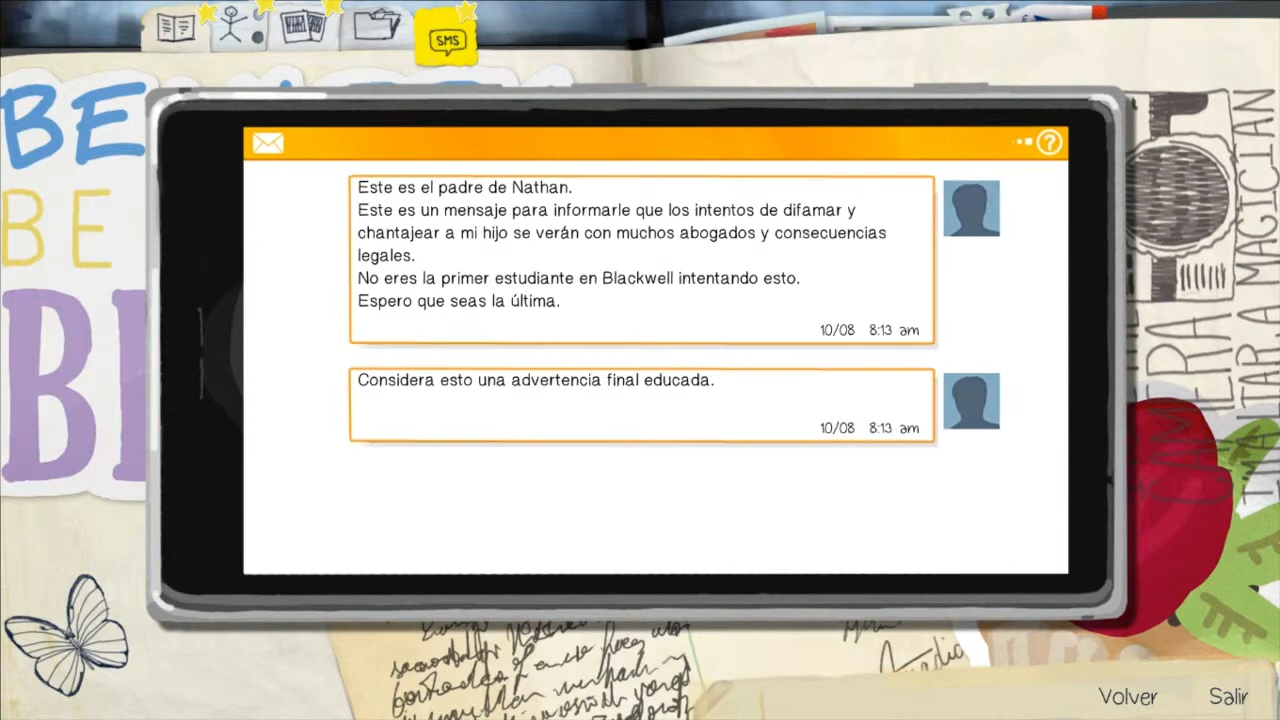 SMS
BE
BE
?
Este es el padre de Nathan.
Este es un mensaje para informarle que los intentos de difamar y
chantajear a mi hijo se verán con muchos abogados y consecuencias
legales.
No eres la primer estudiante en Blackwell intentando esto.
Espero que seas la última.
10/08 8:13 am
Considera esto una advertencia final educada.
10/08 8:13 am
MAGICIAN
Volver Salir